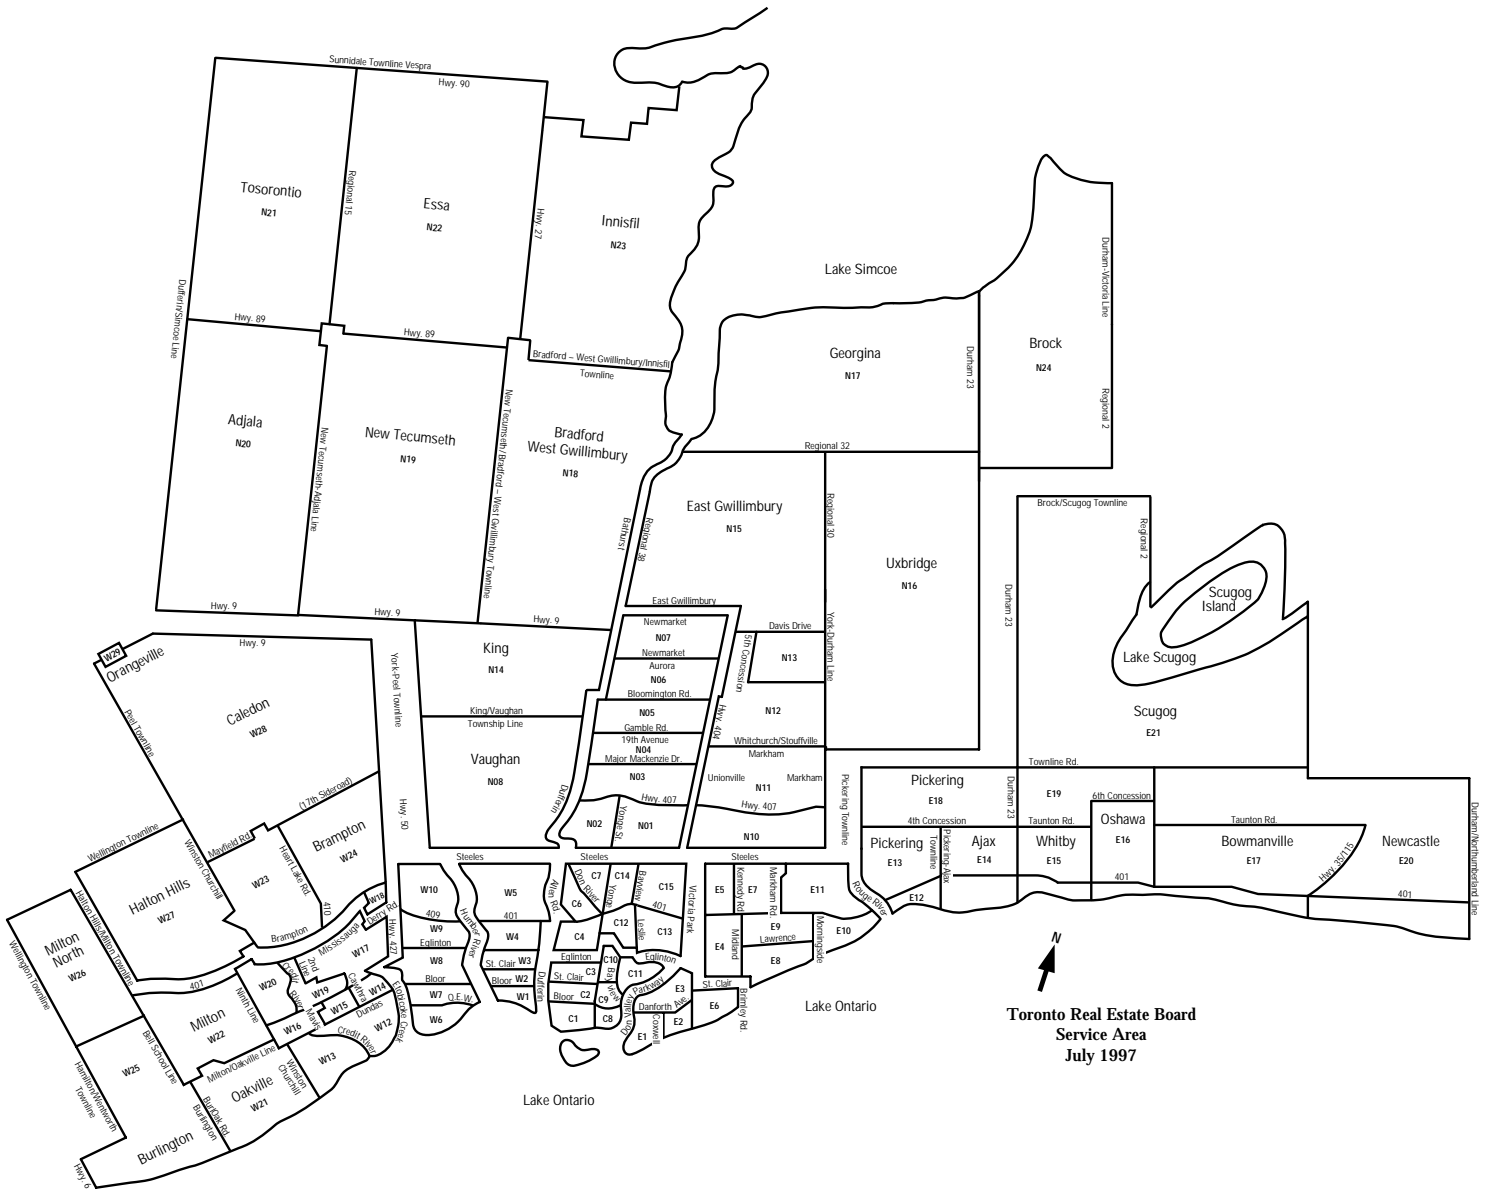 Sunnidale Townline Vespra
Hwy. 90
Tosorontio
N21
Regional 15
Essa
N22
Hwy. 27
Innisfil
N23
Dufferin/Simcoe Line
Hwy. 89
Hwy. 89
Bradford – West Gwillimbury/Innisfil
Townline
Lake Simcoe
Georgina
N17
Durham 23
Brock
N24
Durham-Victoria Line
Regional 2
Adjala
N20
New Tecumseth-Adjala Line
New Tecumseth
N19
New Tecumseth/Bradford – West Gwillimbury Townline
Bradford
West Gwillimbury
N18
Bathurst
Regional 38
Regional 32
East Gwillimbury
N15
Regional 30
Uxbridge
N16
York-Durham Line
Durham 23
Brock/Scugog Townline
Regional 2
Scugog
Island
Lake Scugog
Scugog
E21
Hwy. 9
Hwy. 9
Hwy. 9
Hwy. 9
W29
Orangeville
Caledon
W28
Peel Townline
York-Peel Townline
Hwy. 50
King
N14
King/Vaughan
Township Line
Vaughan
N08
Dufferin
East Gwillimbury
Newmarket
N07
Newmarket
Aurora
N06
Bloomington Rd.
N05
Gamble Rd.
19th Avenue
N04
Major Mackenzie Dr.
N03
Hwy. 407
N02
Yonge St.
N01
Hwy. 404
5th Concession
Davis Drive
N13
N12
Whitchurch/Stouffville
Markham
Unionville
Markham
N11
Hwy. 407
N10
Pickering Townline
Townline Rd.
Pickering
E18
Durham 23
E19
6th Concession
4th Concession
Taunton Rd.
Oshawa
E16
Taunton Rd.
Pickering
E13
Pickering-Ajax
Townline
Ajax
E14
Whitby
E15
Bowmanville
E17
Hwy. 35/115
Newcastle
E20
Durham/Northumberland Line
401
401
E12
Wellington Townline
Mayfield Rd.
(17th Sideroad)
Winston Churchill
Heart Lake Rd.
Brampton
W24
W23
410
Halton Hills
W27
Halton Hills/Milton Townline
Milton
North
W26
Wellington Townline
401
Brampton
Mississauga
Derry Rd.
W18
W17
2nd
Line
Credit
River
W20
W19
Cawthra
W14
W15
Mavis
Dundas
W16
W12
Credit River
W13
Ninth Line
Milton
W22
Milton/Oakville Line
Bell School Line
Winston
Churchill
Oakville
W21
Burl/Oak Rd.
Burlington
W25
Hamilton/Wentworth
Townline
Burlington
Hwy. 6
Hwy. 427
Etobicoke Creek
Steeles
Steeles
Steeles
W10
409
W9
Eglinton
W8
Bloor
W7
Q.E.W.
W6
Humber River
W5
401
W4
St. Clair
W3
Bloor
W2
W1
Allen Rd
Dufferin
Don River
C7
C6
C14
Yonge
Bayview
C15
401
C12
Leslie
C13
C4
Eglinton
Eglinton
St. Clair
C3
C10
C11
Bloor
C2
C9
Bay
View
C1
C8
Don Valley
Parkway
Victoria Park
E5
Kennedy Rd
E7
Markham Rd.
E11
Rouge River
E10
E9
Lawrence
E8
Morningside
Midland
E4
St. Clair
E3
Danforth
Ave
E6
Brimley Rd.
Coxwell
E2
E1
Lake Ontario
Lake Ontario
N
Toronto Real Estate Board
Service Area
July 1997